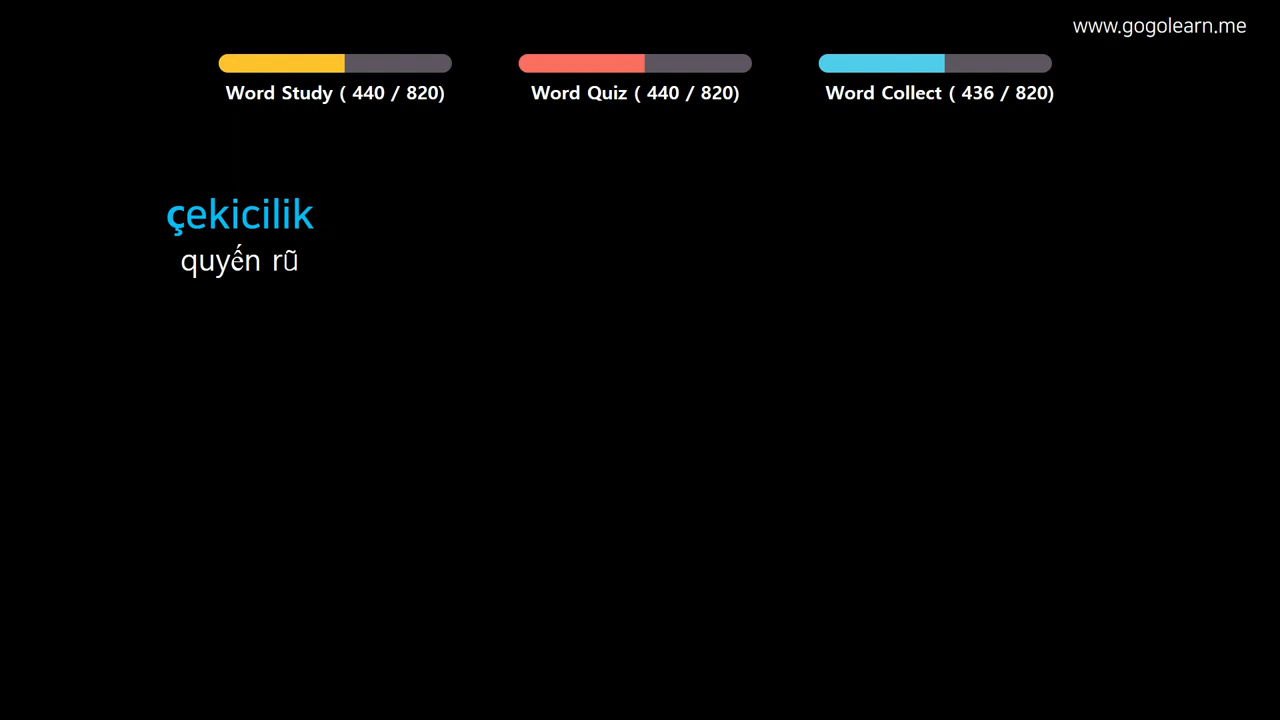 www.gogolearn.me
Word Study ( 440 / 820)
Word Quiz ( 440 / 820)
Word Collect ( 436 / 820)
çekicilik
quyến rũ